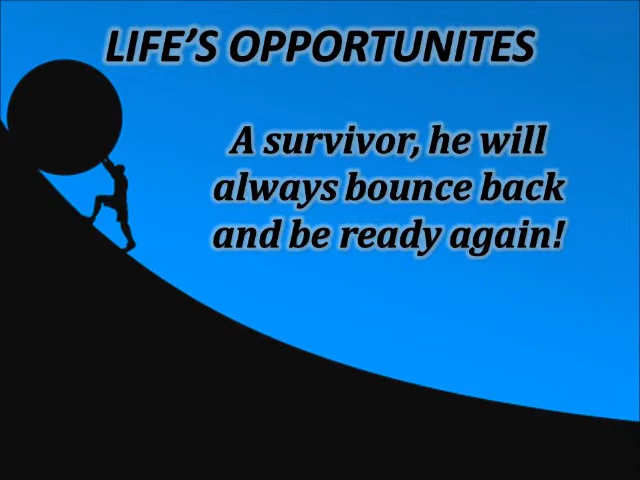 LIFE’S OPPORTUNITES
A survivor, he will
always bounce back
and be ready again!